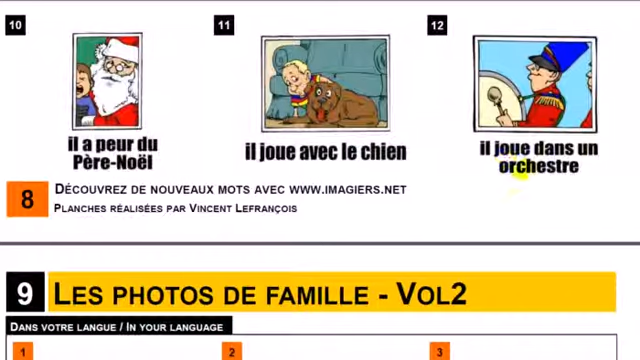 10
11
12
il a peur du
Père-Noël
il joue avec le chien
il joue dans un
orchestre
8
DÉCOUVREZ DE NOUVEAUX MOTS AVEC WWW.IMAGIERS.NET
PLANCHES RÉALISÉES PAR VINCENT LEFRANÇOIS
9
LES PHOTOS DE FAMILLE - VOL2
DANS VOTRE LANGUE / IN YOUR LANGUAGE
1
2
3